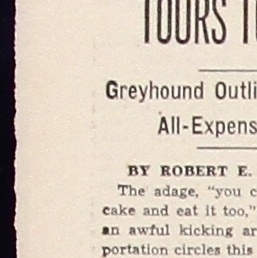 TOURS T
Greyhound Outli
All-Expens
BY ROBERT E.
The adage, "you c
cake and eat it too,"
an awful kicking ar
portation circles this